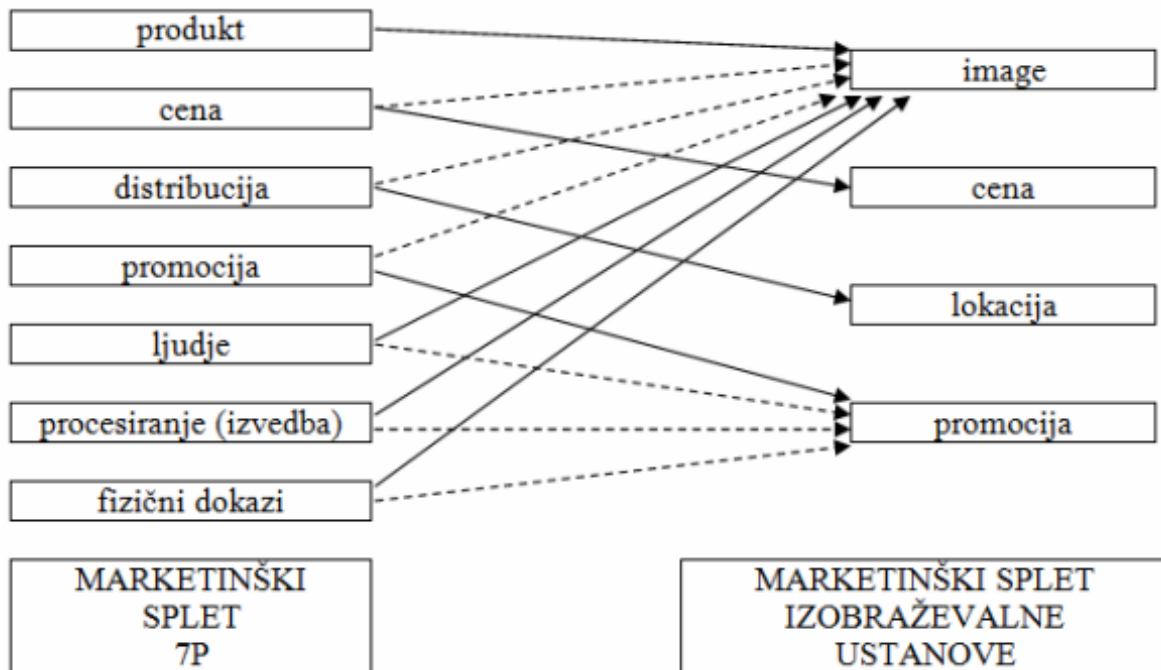 produkt
cena
distribucija
promocija
ljudje
procesiranje (izvedba)
fizični dokazi
MARKETINŠKI
SPLET
7P
image
cena
lokacija
promocija
MARKETINŠKI SPLET
IZOBRAŽEVALNE
USTANOVE